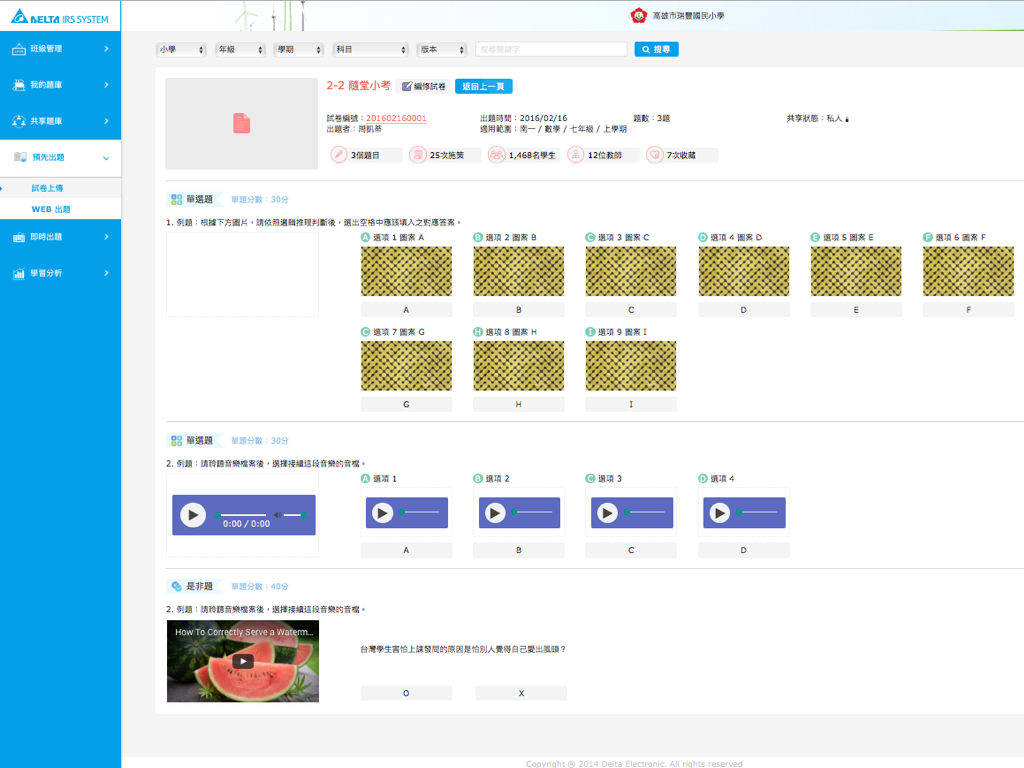 DELTA IRS SYSTEM
高雄市瑞豐國民小學
班級管理
我的題庫
共享題庫
預先出題
試卷上傳
WEB 出題
即時出題
學習分析
小學 年級 學期 科目 版本 搜尋關鍵字 搜尋
2-2 隨堂小考 編修試卷 返回上一頁
試卷編號：201602160001 出題時間：2016/02/16 題數：3題 共享狀態：私人
出題者：周凱蒂 適用範圍：南一 / 數學 / 七年級 / 上學期
3個題目 25次施策 1,468名學生 12位教師 7次收藏
單選題 單題分數：30分
1. 例題：根據下方圖片，請依照邏輯推理判斷後，選出空格中應該填入之對應答案。
A 選項 1 圖案 A B 選項 2 圖案 B C 選項 3 圖案 C D 選項 4 圖案 D E 選項 5 圖案 E F 選項 6 圖案 F
A B C D E F
C 選項 7 圖案 G H 選項 8 圖案 H I 選項 9 圖案 I
G H I
單選題 單題分數：30分
2. 例題：請聆聽音樂檔案後，選擇接續這段音樂的音檔。
A 選項 1 B 選項 2 C 選項 3 D 選項 4
0:00 / 0:00
A B C D
是非題 單題分數：40分
2. 例題：請聆聽音樂檔案後，選擇接續這段音樂的音檔。
How To Correctly Serve a Waterm...
台灣學生害怕上課發問的原因是怕別人覺得自己愛出風頭？
O X
Copyright @ 2014 Delta Electronic. All rights reserved